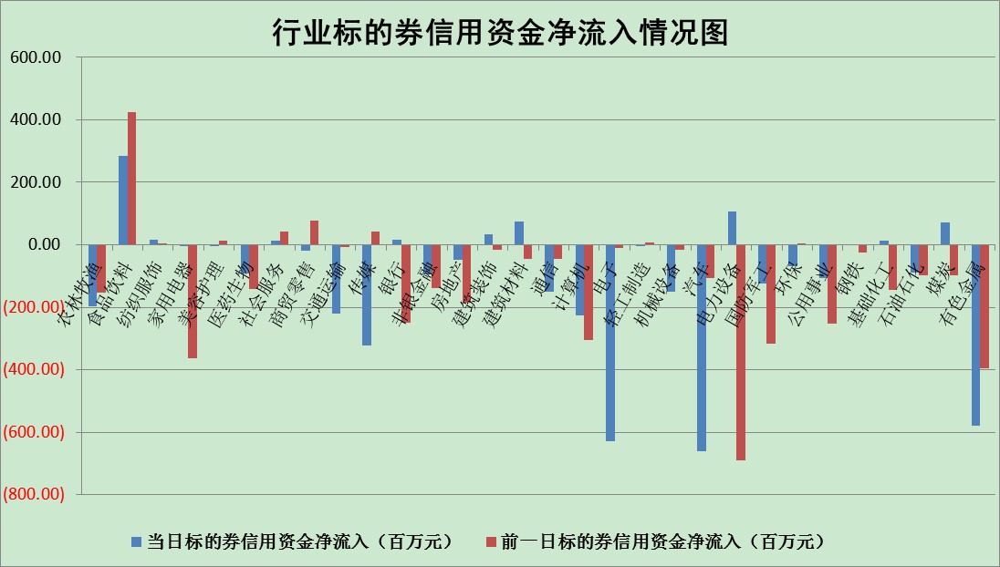 行业标的券信用资金净流入情况图
600.00
400.00
200.00
0.00
(200.00)
(400.00)
(600.00)
(800.00)
农林牧渔
食品饮料
纺织服饰
家用电器
美容护理
医药生物
社会服务
商贸零售
交通运输
传媒
银行
非银金融
房地产
建筑装饰
建筑材料
通信
计算机
电子
轻工制造
机械设备
汽车
电力设备
国防军工
环保
公用事业
钢铁
基础化工
石油石化
煤炭
有色金属
当日标的券信用资金净流入（百万元）
前一日标的券信用资金净流入（百万元）